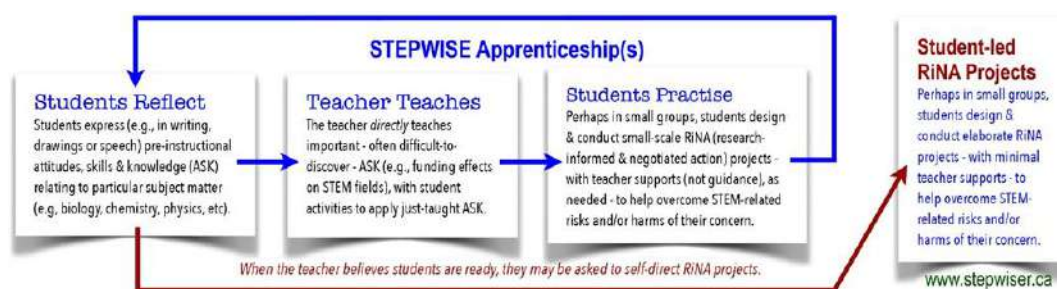 STEPWISE Apprenticeship(s)
Students Reflect
Students express (e.g., in writing,
drawings or speech) pre-instructional
attitudes, skills & knowledge (ASK)
relating to particular subject matter
(e.g, biology, chemistry, physics, etc).
Teacher Teaches
The teacher directly teaches
important - often difficult-to-
discover - ASK (e.g., funding effects
on STEM fields), with student
activities to apply just-taught ASK.
Students Practise
Perhaps in small groups, students design
& conduct small-scale RiNA (research-
informed & negotiated action) projects -
with teacher supports (not guidance), as
needed - to help overcome STEM-related
risks and/or harms of their concern.
Student-led
RiNA Projects
Perhaps in small groups,
students design &
conduct elaborate RiNA
projects - with minimal
teacher supports - to
help overcome STEM-
related risks and/or
harms of their concern.
When the teacher believes students are ready, they may be asked to self-direct RiNA projects.
www.stepwiser.ca